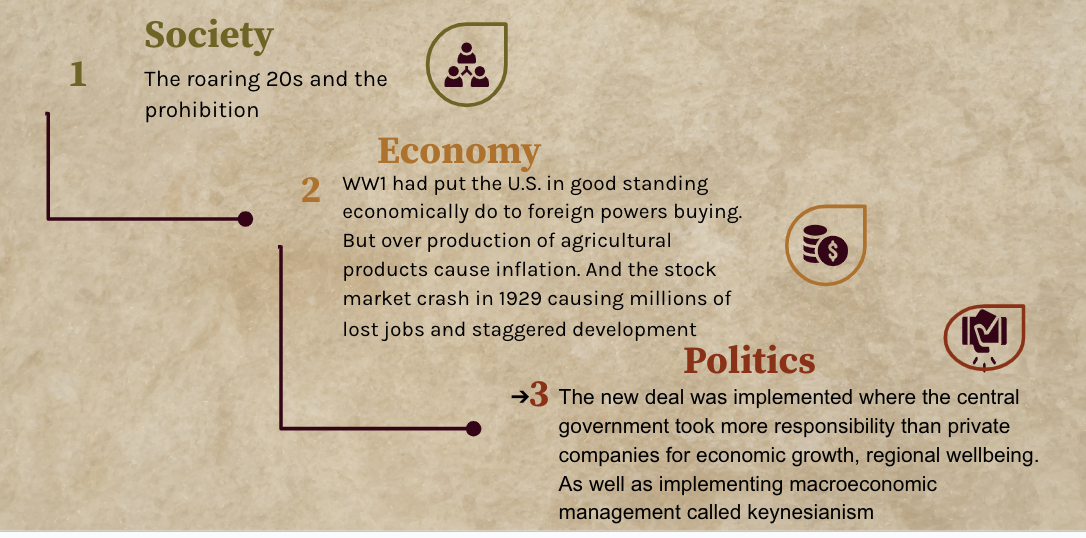 Society
1
The roaring 20s and the
prohibition
Economy
2
WW1 had put the U.S. in good standing
economically do to foreign powers buying.
But over production of agricultural
products cause inflation. And the stock
market crash in 1929 causing millions of
lost jobs and staggered development
Politics
➔3
The new deal was implemented where the central
government took more responsibility than private
companies for economic growth, regional wellbeing.
As well as implementing macroeconomic
management called keynesianism